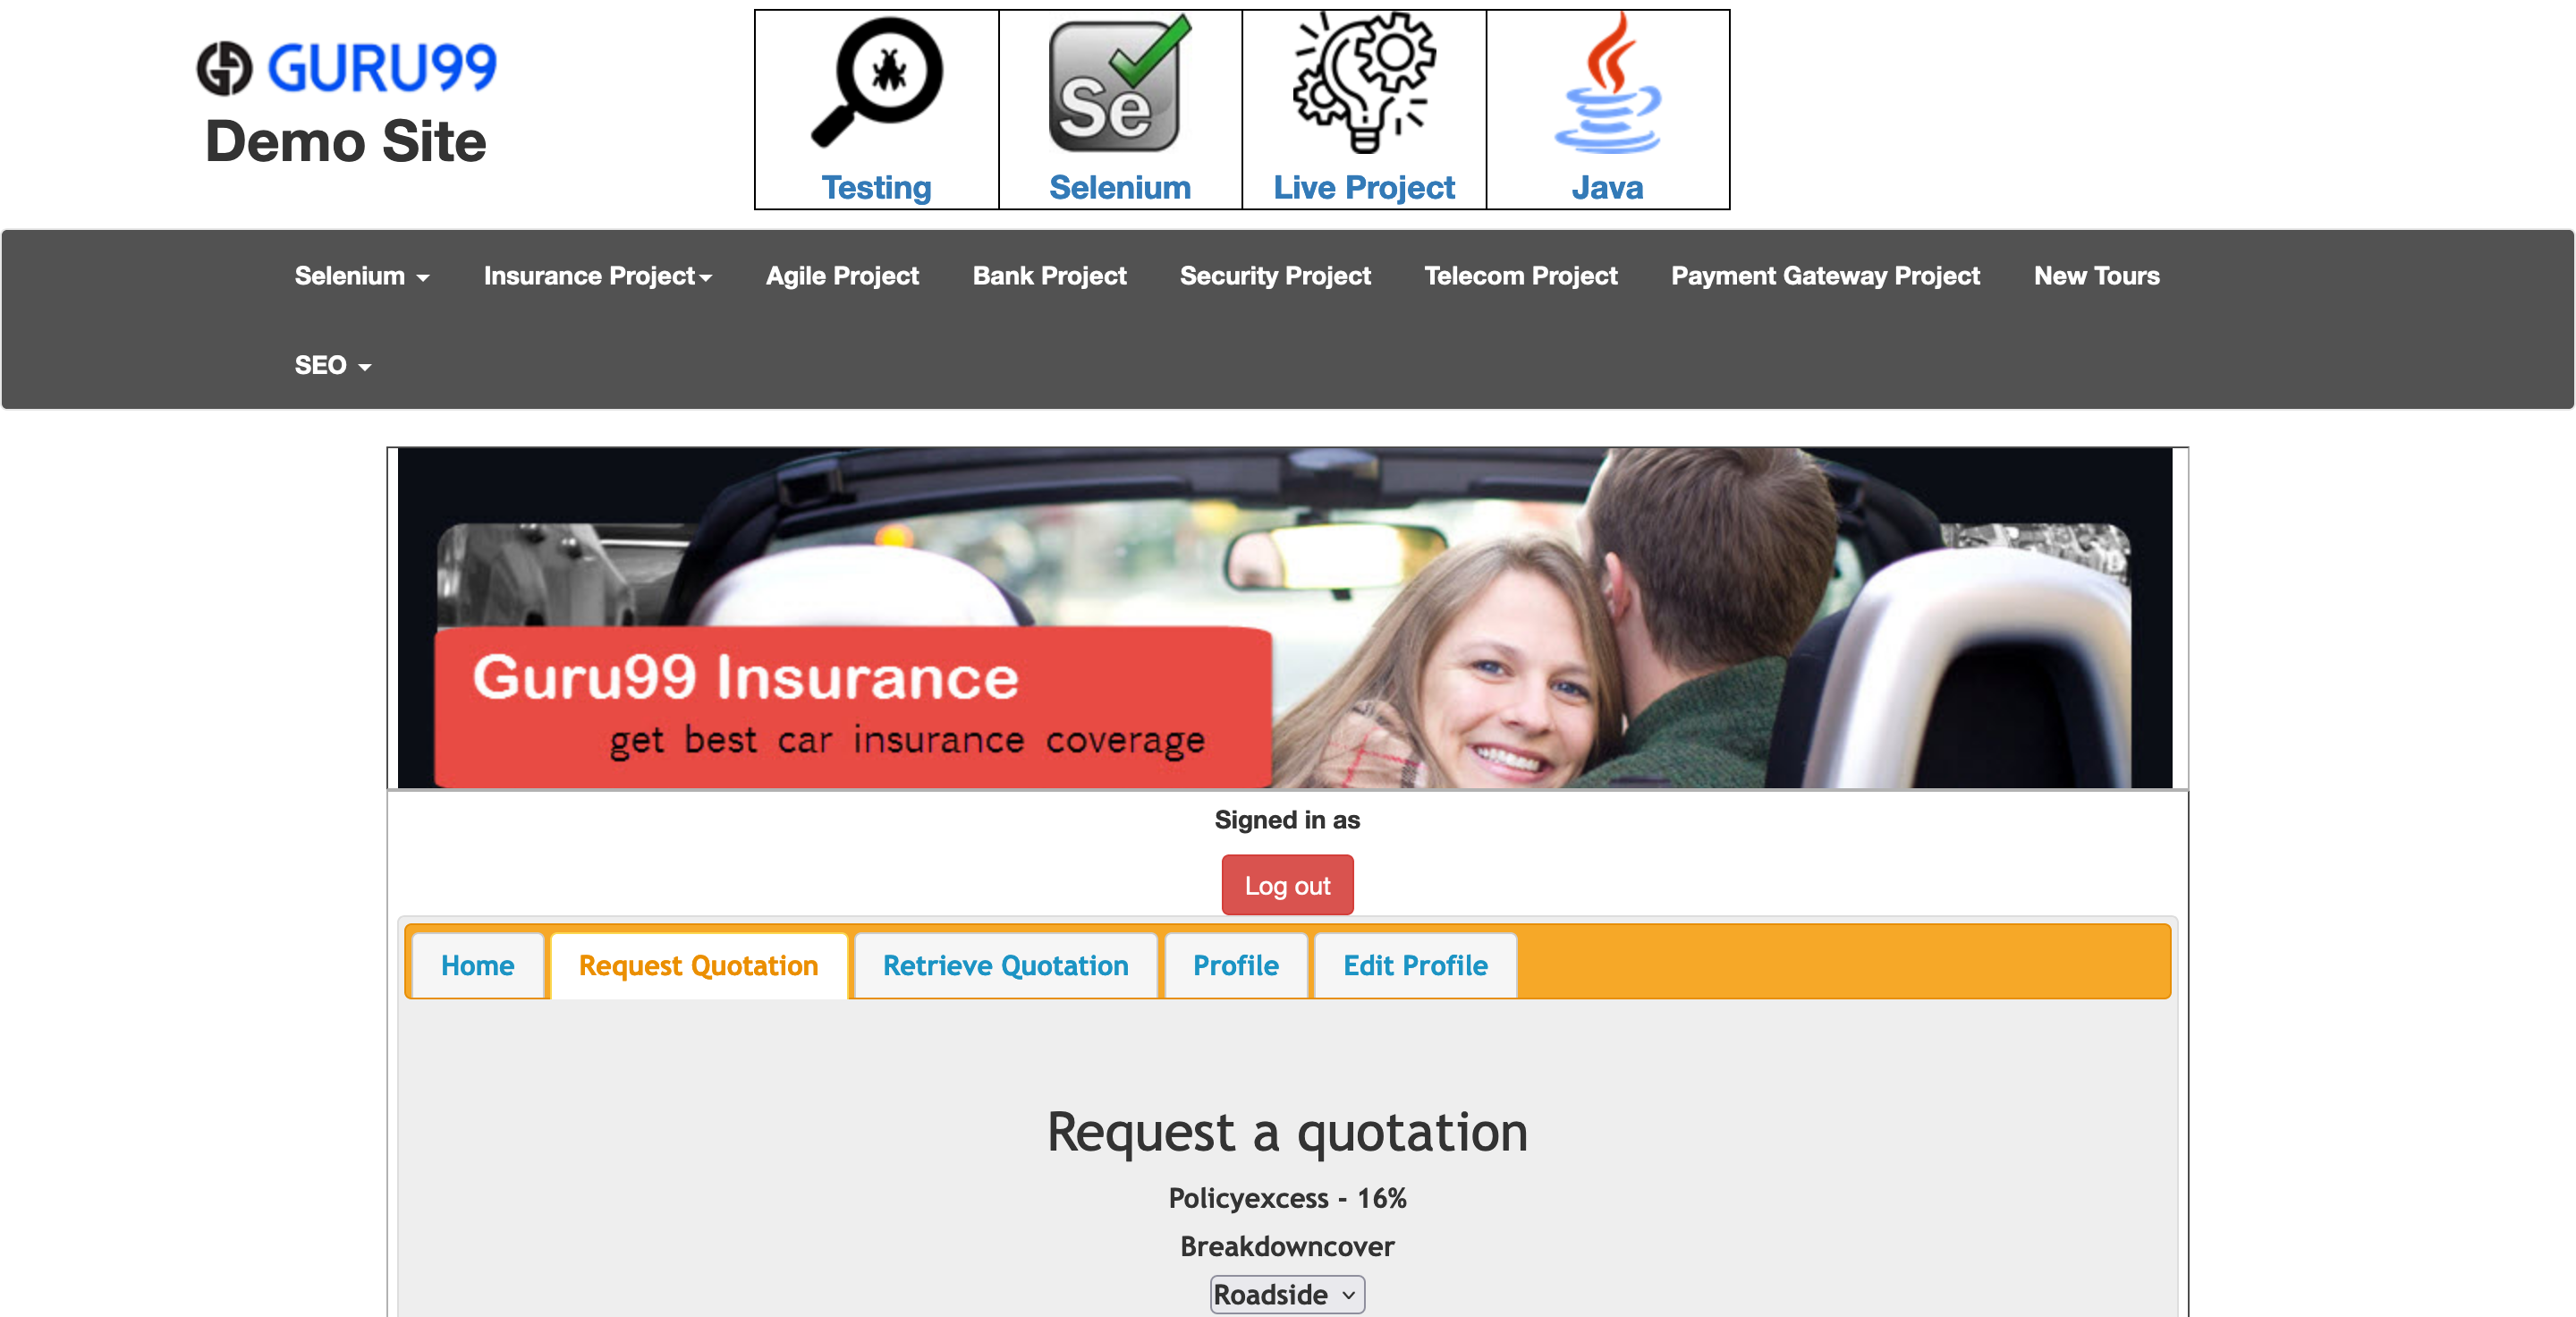 GURU99
Demo Site
Se
Testing Selenium Live Project Java
Selenium Insurance Project Agile Project Bank Project Security Project Telecom Project Payment Gateway Project New Tours
SEO
Guru99 Insurance
get best car insurance coverage
Signed in as
Log out
Home Request Quotation Retrieve Quotation Profile Edit Profile
Request a quotation
Policyexcess - 16%
Breakdowncover
Roadside